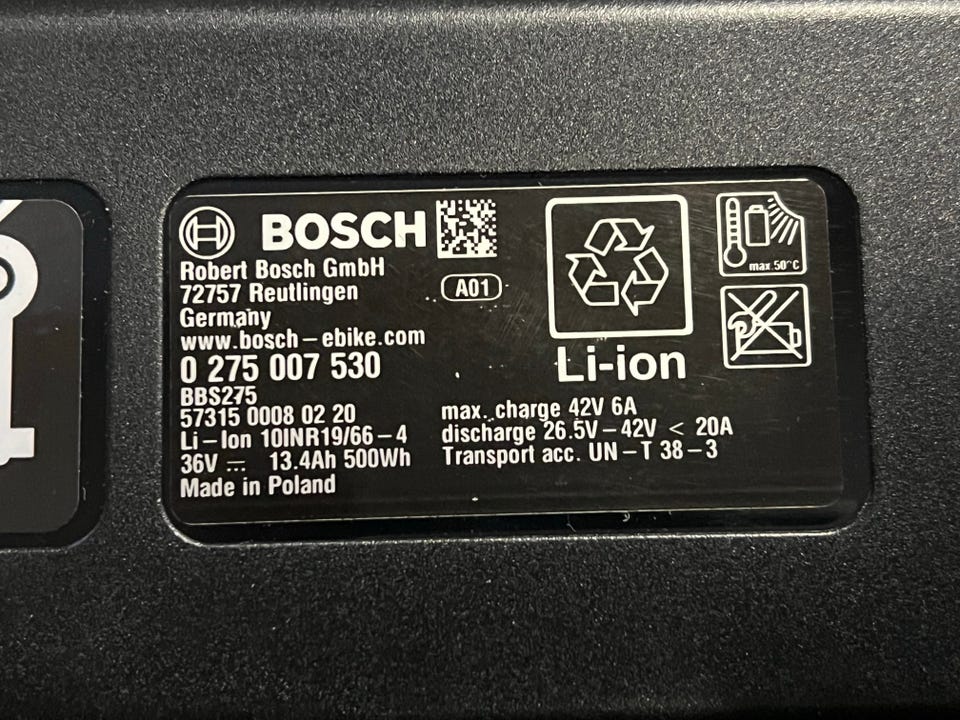 BOSCH
Robert Bosch GmbH
72757 Reutlingen
Germany
www.bosch-ebike.com
0 275 007 530
BBS275
57315 0008 02 20
Li-Ion 10INR19/66-4
36V ⎓ 13.4Ah 500Wh
Made in Poland
A01
Li-ion
max. charge 42V 6A
discharge 26.5V-42V < 20A
Transport acc. UN-T 38-3
max. 50°C